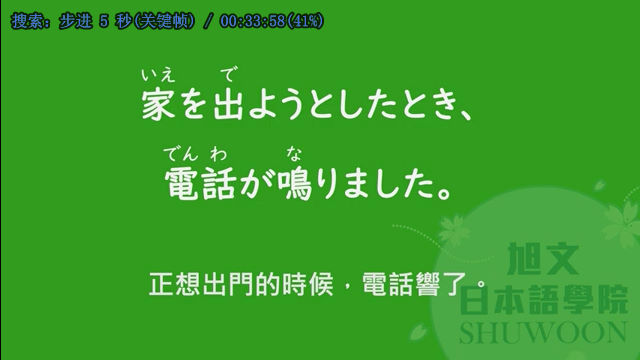 搜索: 步进 5 秒(关键帧) / 00:33:58(41%)
いえ で
家を出ようとしたとき、
でん わ な
電話が鳴りました。
正想出門的時候，電話響了。
旭文
日本語學院
SHUWOON